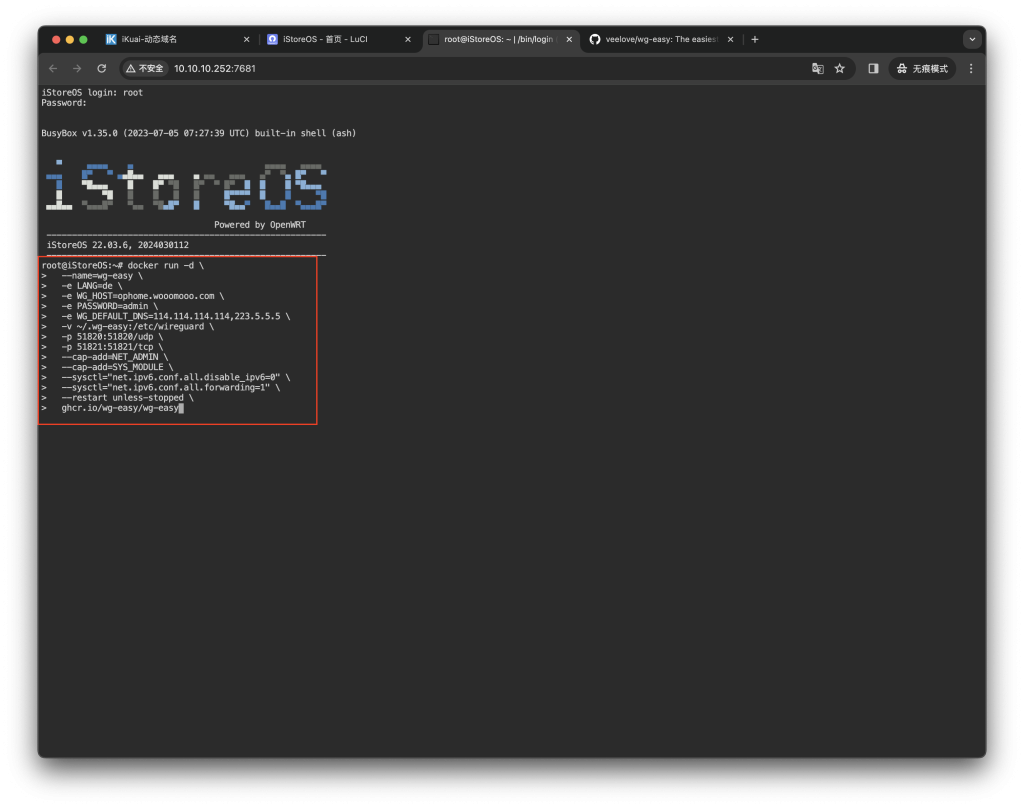 iKuai-动态域名
iStoreOS - 首页 - LuCI
root@iStoreOS: ~ | /bin/login
veelove/wg-easy: The easies
不安全
10.10.10.252:7681
无痕模式
iStoreOS login: root
Password:
BusyBox v1.35.0 (2023-07-05 07:27:39 UTC) built-in shell (ash)
iStoreOS
Powered by OpenWRT
iStoreOS 22.03.6, 2024030112
root@iStoreOS:~# docker run -d \
>   --name=wg-easy \
>   -e LANG=de \
>   -e WG_HOST=ophome.wooomooo.com \
>   -e PASSWORD=admin \
>   -e WG_DEFAULT_DNS=114.114.114.114,223.5.5.5 \
>   -v ~/.wg-easy:/etc/wireguard \
>   -p 51820:51820/udp \
>   -p 51821:51821/tcp \
>   --cap-add=NET_ADMIN \
>   --cap-add=SYS_MODULE \
>   --sysctl="net.ipv6.conf.all.disable_ipv6=0" \
>   --sysctl="net.ipv6.conf.all.forwarding=1" \
>   --restart unless-stopped \
>   ghcr.io/wg-easy/wg-easy